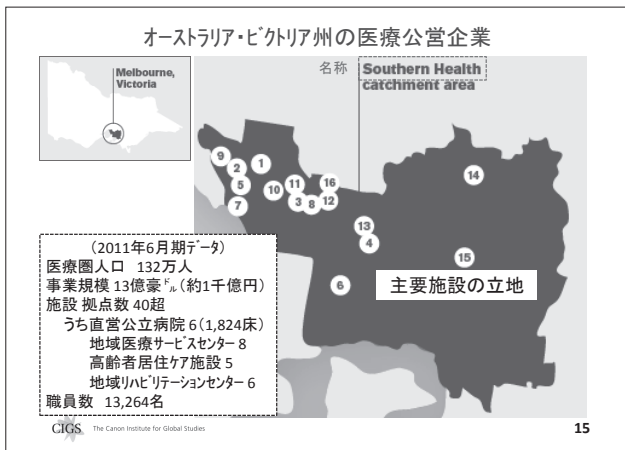 オーストラリア・ビクトリア州の医療公営企業
Melbourne,
Victoria
名称
Southern Health
catchment area
9
1
2
5
7
10
11
16
3
8
12
14
13
4
15
6
主要施設の立地
(2011年6月期データ)
医療圏人口 132万人
事業規模 13億豪ドル(約1千億円)
施設 拠点数 40超
うち直営公立病院 6(1,824床)
地域医療サービスセンター 8
高齢者居住ケア施設 5
地域リハビリテーションセンター 6
職員数 13,264名
CIGS The Canon Institute for Global Studies
15